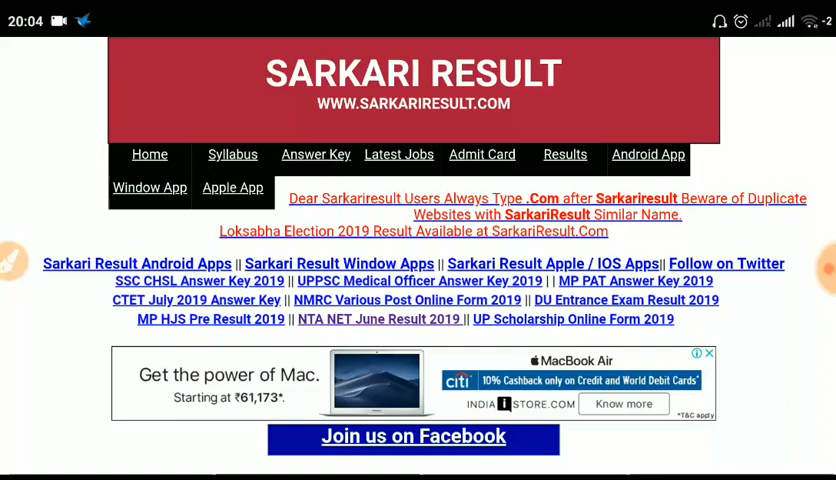 20:04
-2
SARKARI RESULT
WWW.SARKARIRESULT.COM
Home Syllabus Answer Key Latest Jobs Admit Card Results Android App
Window App Apple App
Dear Sarkariresult Users Always Type .Com after Sarkariresult Beware of Duplicate
Websites with SarkariResult Similar Name.
Loksabha Election 2019 Result Available at SarkariResult.Com
Sarkari Result Android Apps || Sarkari Result Window Apps || Sarkari Result Apple / IOS Apps|| Follow on Twitter
SSC CHSL Answer Key 2019 || UPPSC Medical Officer Answer Key 2019 | | MP PAT Answer Key 2019
CTET July 2019 Answer Key || NMRC Various Post Online Form 2019 || DU Entrance Exam Result 2019
MP HJS Pre Result 2019 || NTA NET June Result 2019 || UP Scholarship Online Form 2019
Get the power of Mac.
Starting at ₹61,173*.
MacBook Air
citi 10% Cashback only on Credit and World Debit Cards*
INDIA iSTORE.COM Know more
*T&C apply
Join us on Facebook